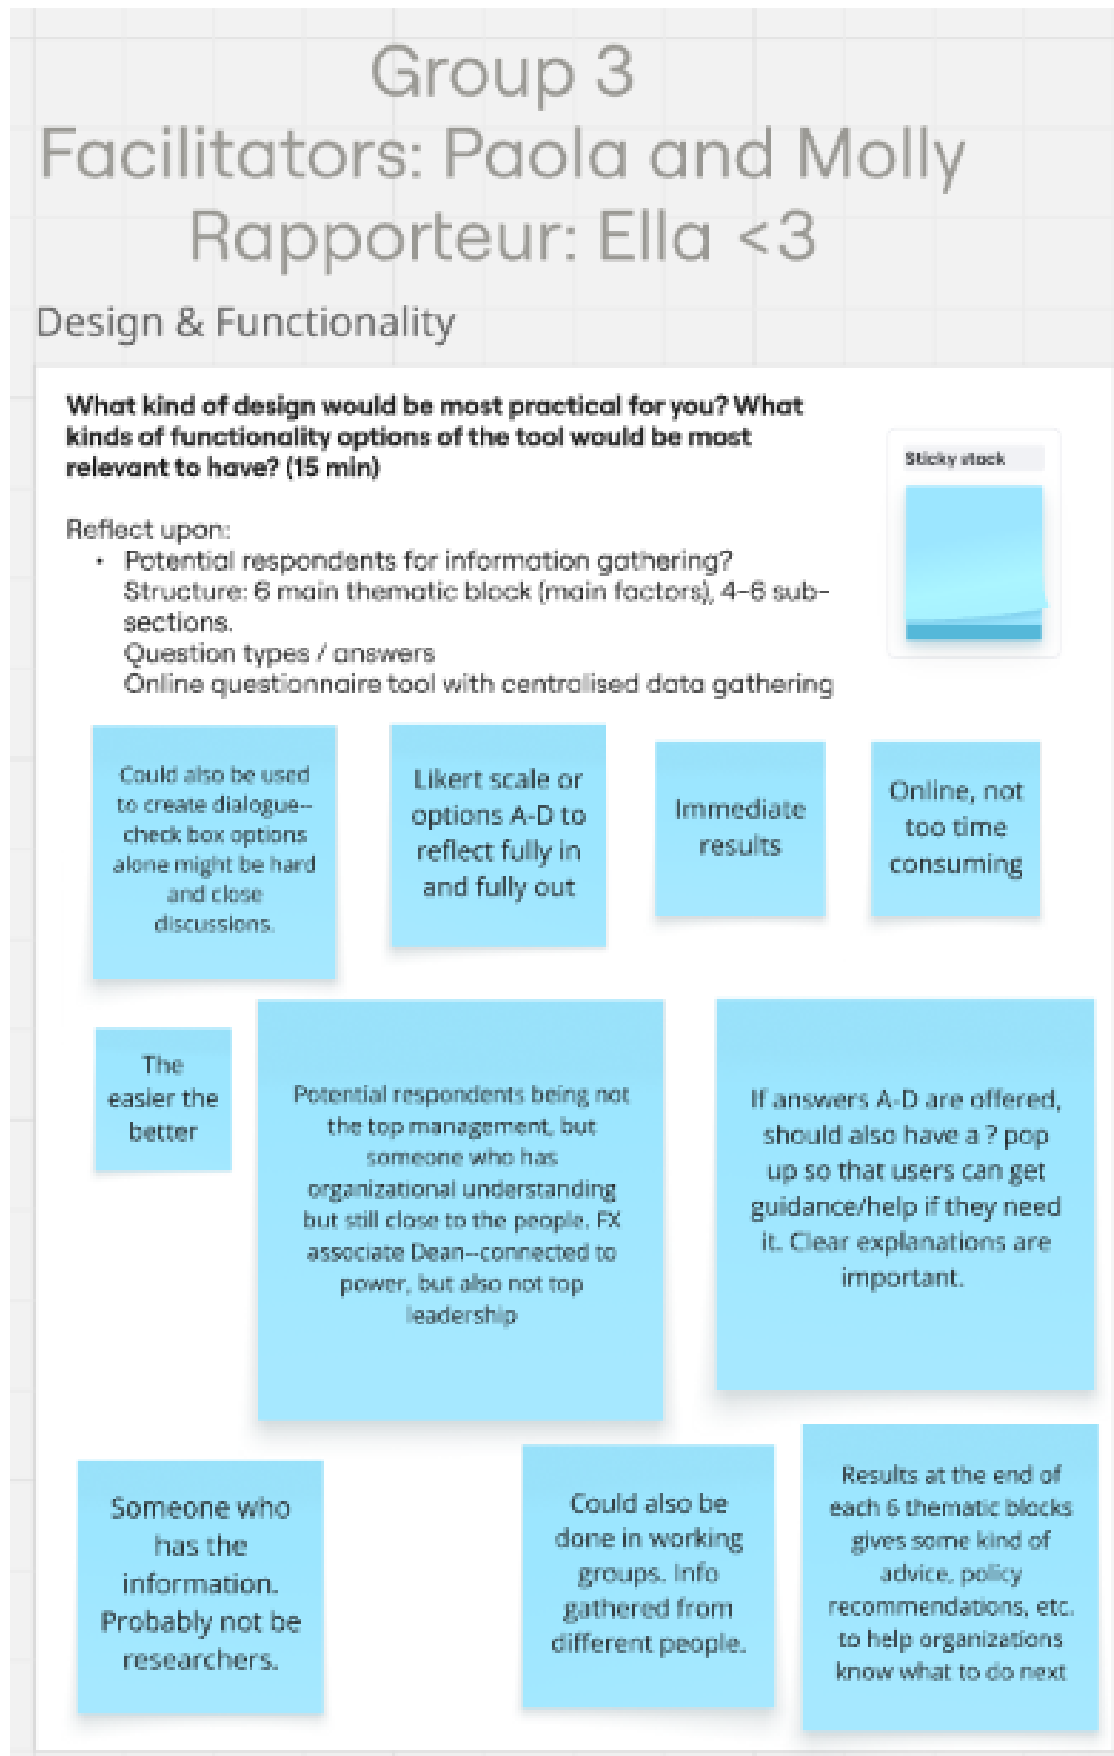 Group 3
Facilitators: Paola and Molly
Rapporteur: Ella <3
Design & Functionality
What kind of design would be most practical for you? What
kinds of functionality options of the tool would be most
relevant to have? (15 min)
Sticky stack
Reflect upon:
• Potential respondents for information gathering?
Structure: 6 main thematic block (main factors), 4-6 sub-
sections.
Question types / answers
Online questionnaire tool with centralised data gathering
Could also be used
to create dialogue--
check box options
alone might be hard
and close
discussions.
Likert scale or
options A-D to
reflect fully in
and fully out
Immediate
results
Online, not
too time
consuming
The
easier the
better
Potential respondents being not
the top management, but
someone who has
organizational understanding
but still close to the people. FX
associate Dean--connected to
power, but also not top
leadership
If answers A-D are offered,
should also have a ? pop
up so that users can get
guidance/help if they need
it. Clear explanations are
important.
Someone who
has the
information.
Probably not be
researchers.
Could also be
done in working
groups. Info
gathered from
different people.
Results at the end of
each 6 thematic blocks
gives some kind of
advice, policy
recommendations, etc.
to help organizations
know what to do next